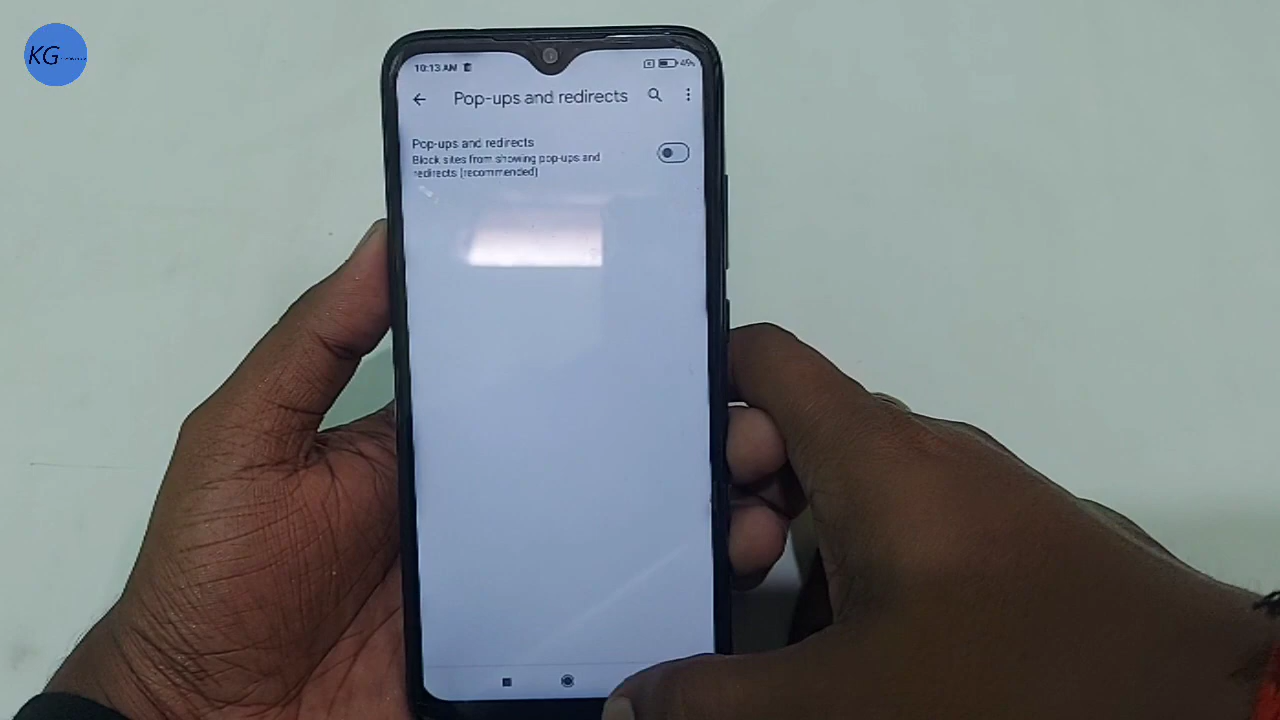 KG
10:13 AM
49%
Pop-ups and redirects
Pop-ups and redirects
Block sites from showing pop-ups and
redirects (recommended)